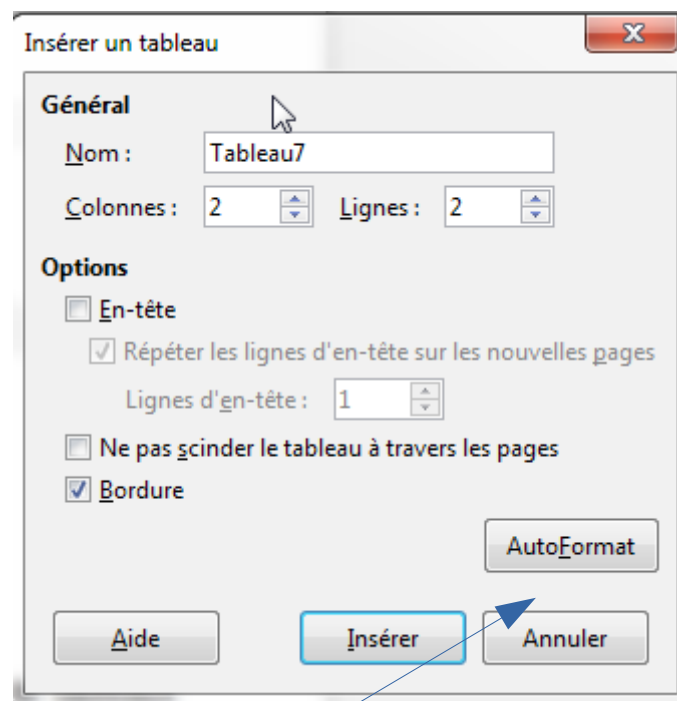 Insérer un tableau
Général
Nom : Tableau7
Colonnes : 2 Lignes : 2
Options
En-tête
Répéter les lignes d'en-tête sur les nouvelles pages
Lignes d'en-tête : 1
Ne pas scinder le tableau à travers les pages
Bordure
AutoFormat
Aide Insérer Annuler